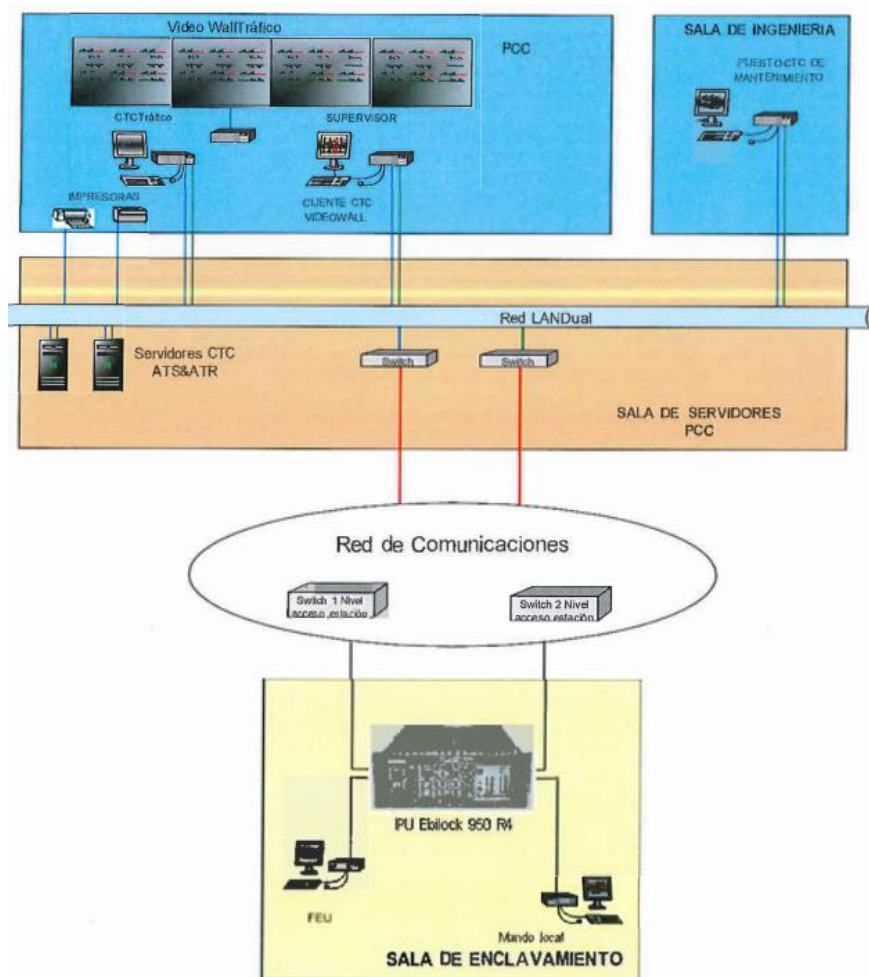 Video WallTráfico
PCC
CTCTráfico
SUPERVISOR
IMPRESORAS
CLIENTE CTC
VIDEOWALL
SALA DE INGENIERIA
PUESTO CTC DE
MANTENIMIENTO
Red LANDual
Servidores CTC
ATS&ATR
Switch
Switch
SALA DE SERVIDORES
PCC
Red de Comunicaciones
Switch 1 Nivel
acceso estación
Switch 2 Nivel
acceso estación
IPU Ebilock 950 R4
FEU
Mando local
SALA DE ENCLAVAMIENTO